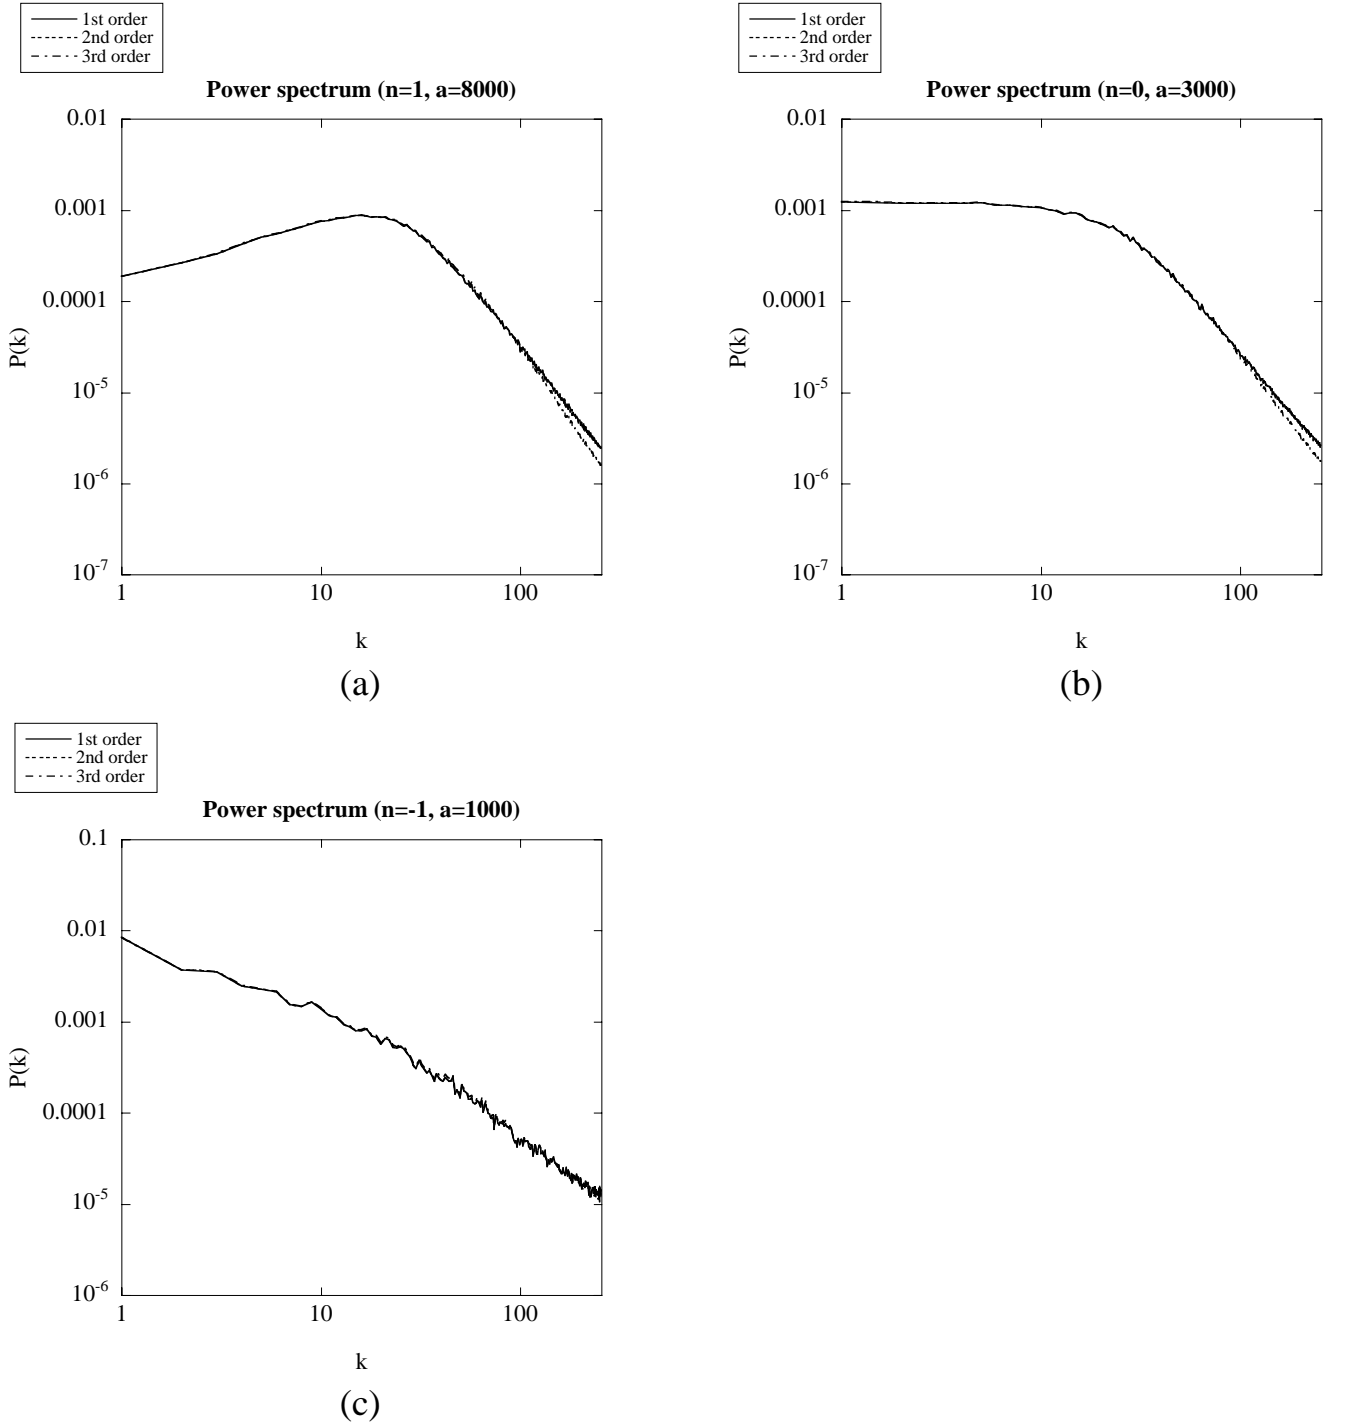 1st order
2nd order
3rd order
Power spectrum (n=1, a=8000)
0.01
0.001
0.0001
10^-5
10^-6
10^-7
P(k)
1 10 100
k
(a)
1st order
2nd order
3rd order
Power spectrum (n=0, a=3000)
0.01
0.001
0.0001
10^-5
10^-6
10^-7
P(k)
1 10 100
k
(b)
1st order
2nd order
3rd order
Power spectrum (n=-1, a=1000)
0.1
0.01
0.001
0.0001
10^-5
10^-6
P(k)
1 10 100
k
(c)